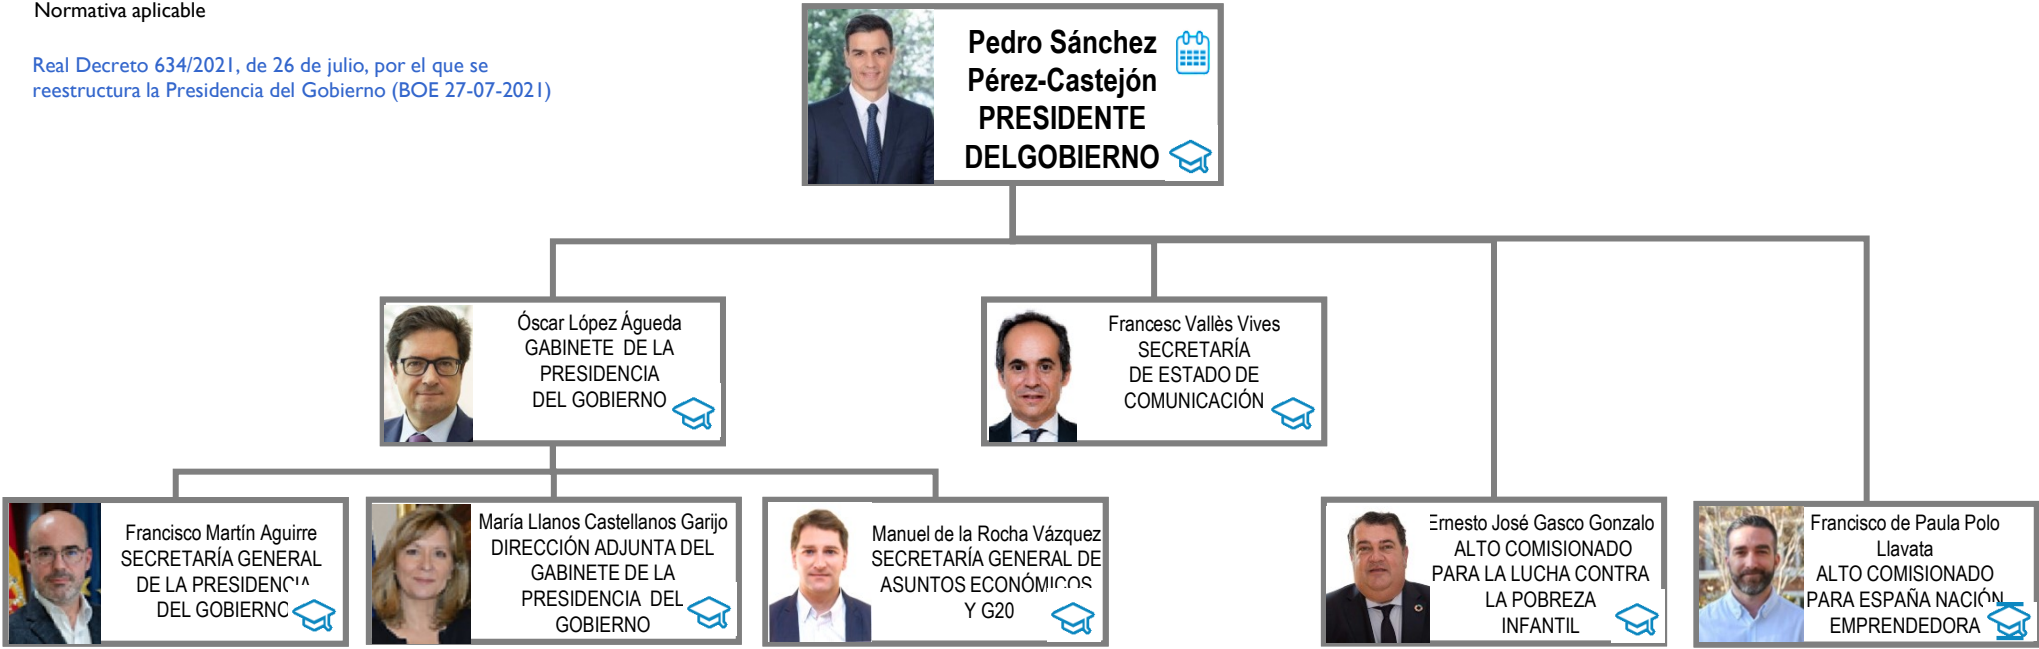 Normativa aplicable
Real Decreto 634/2021, de 26 de julio, por el que se
reestructura la Presidencia del Gobierno (BOE 27-07-2021)
Pedro Sánchez
Pérez-Castejón
PRESIDENTE
DELGOBIERNO
Óscar López Águeda
GABINETE DE LA
PRESIDENCIA
DEL GOBIERNO
Francesc Vallès Vives
SECRETARÍA
DE ESTADO DE
COMUNICACIÓN
Francisco Martín Aguirre
SECRETARÍA GENERAL
DE LA PRESIDENCIA
DEL GOBIERNO
María Llanos Castellanos Garijo
DIRECCIÓN ADJUNTA DEL
GABINETE DE LA
PRESIDENCIA DEL
GOBIERNO
Manuel de la Rocha Vázquez
SECRETARÍA GENERAL DE
ASUNTOS ECONÓMICOS
Y G20
Ernesto José Gasco Gonzalo
ALTO COMISIONADO
PARA LA LUCHA CONTRA
LA POBREZA
INFANTIL
Francisco de Paula Polo
Llavata
ALTO COMISIONADO
PARA ESPAÑA NACIÓN
EMPRENDEDORA